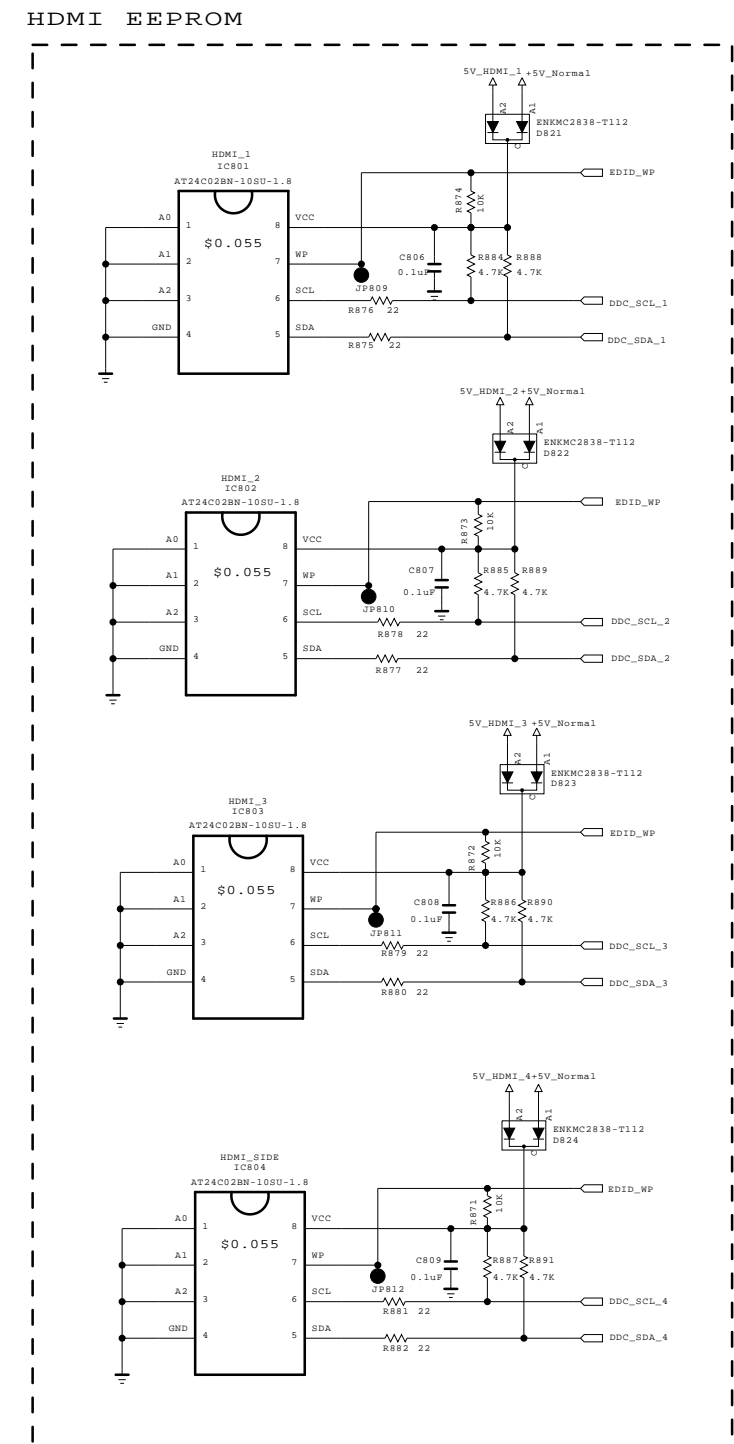 HDMI EEPROM
5V_HDMI_1 +5V_Normal
A2 A1
ENKMC2838-T112
D821
C
HDMI_1
IC801
AT24C02BN-10SU-1.8
EDID_WP
R874 10K
A0 1 8 VCC
$0.055
A1 2 7 WP
C806
0.1uF
R884 R888
4.7K 4.7K
JP809
A2 3 6 SCL
R876 22
DDC_SCL_1
GND 4 5 SDA
R875 22
DDC_SDA_1
5V_HDMI_2 +5V_Normal
A2 A1
ENKMC2838-T112
D822
C
HDMI_2
IC802
AT24C02BN-10SU-1.8
EDID_WP
R873 10K
A0 1 8 VCC
$0.055
A1 2 7 WP
C807
0.1uF
R885 R889
4.7K 4.7K
JP810
A2 3 6 SCL
R878 22
DDC_SCL_2
GND 4 5 SDA
R877 22
DDC_SDA_2
5V_HDMI_3 +5V_Normal
A2 A1
ENKMC2838-T112
D823
C
HDMI_3
IC803
AT24C02BN-10SU-1.8
EDID_WP
R872 10K
A0 1 8 VCC
$0.055
A1 2 7 WP
C808
0.1uF
R886 R890
4.7K 4.7K
JP811
A2 3 6 SCL
R879 22
DDC_SCL_3
GND 4 5 SDA
R880 22
DDC_SDA_3
5V_HDMI_4 +5V_Normal
A2 A1
ENKMC2838-T112
D824
C
HDMI_SIDE
IC804
AT24C02BN-10SU-1.8
EDID_WP
R871 10K
A0 1 8 VCC
$0.055
A1 2 7 WP
C809
0.1uF
R887 R891
4.7K 4.7K
JP812
A2 3 6 SCL
R881 22
DDC_SCL_4
GND 4 5 SDA
R882 22
DDC_SDA_4